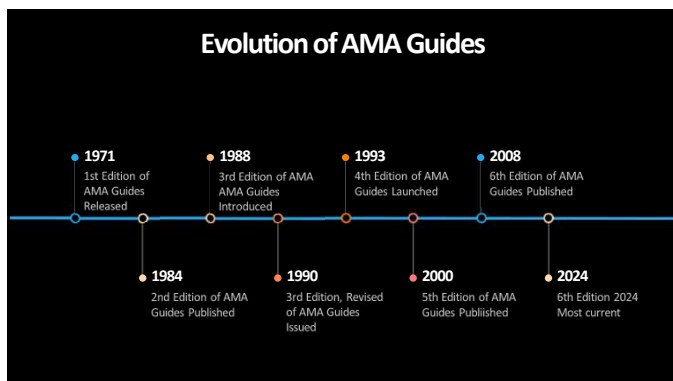 Evolution of AMA Guides
1971
1st Edition of
AMA Guides
Released
1988
3rd Edition of AMA
AMA Guides
Introduced
1993
4th Edition of AMA
Guides Launched
2008
6th Edition of AMA
Guides Published
1984
2nd Edition of AMA
Guides Published
1990
3rd Edition, Revised
of AMA Guides
Issued
2000
5th Edition of AMA
Guides Publiished
2024
6th Edition 2024
Most current